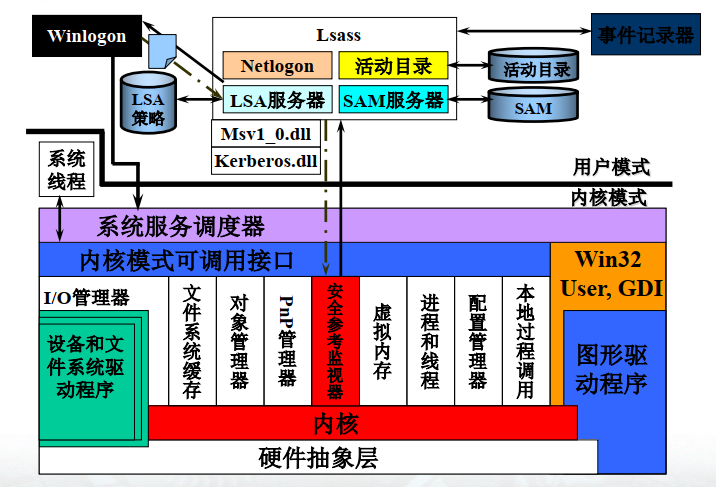 Winlogon
Lsass
事件记录器
Netlogon
活动目录
活动目录
LSA
策略
LSA服务器
SAM服务器
SAM
Msv1_0.dll
Kerberos.dll
系统
线程
用户模式
内核模式
系统服务调度器
内核模式可调用接口
Win32
User, GDI
I/O管理器
设备和文
件系统驱
动程序
文件系统缓存
对象管理器
PnP管理器
安全参考监视器
虚拟内存
进程和线程
配置管理器
本地过程调用
图形驱
动程序
内核
硬件抽象层